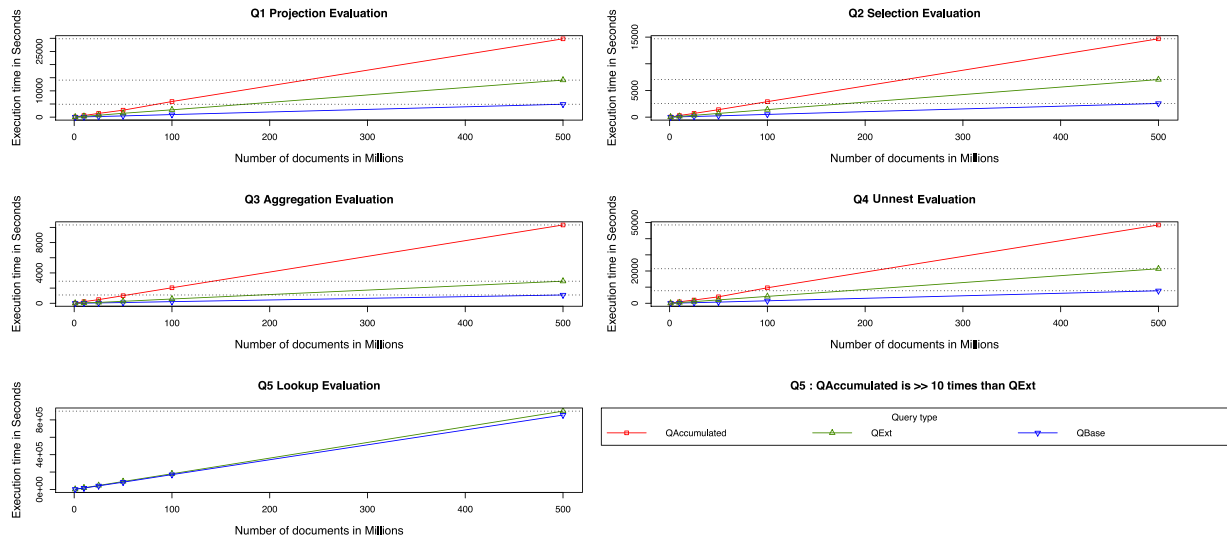 Q1 Projection Evaluation
Execution time in Seconds
0
10000
25000
0
100
200
300
400
500
Number of documents in Millions
Q2 Selection Evaluation
Execution time in Seconds
0
5000
15000
0
100
200
300
400
500
Number of documents in Millions
Q3 Aggregation Evaluation
Execution time in Seconds
0
4000
8000
0
100
200
300
400
500
Number of documents in Millions
Q4 Unnest Evaluation
Execution time in Seconds
0
20000
50000
0
100
200
300
400
500
Number of documents in Millions
Q5 Lookup Evaluation
Execution time in Seconds
0e+00
4e+05
8e+05
0
100
200
300
400
500
Number of documents in Millions
Q5 : QAccumulated is >> 10 times than QExt
Query type
QAccumulated
QExt
QBase